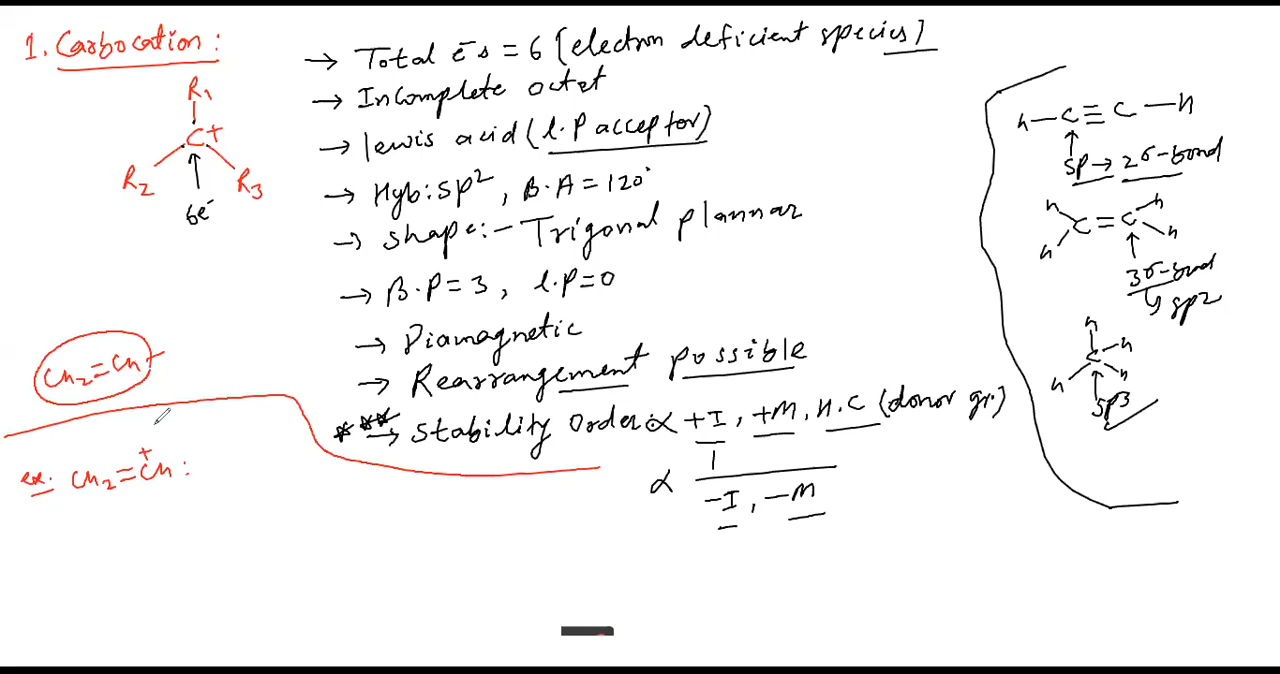 1. Carbocation:
R1
C+
R2
R3
6e-
→ Total e-s = 6 [electron deficient species]
→ Incomplete octet
→ lewis acid (l.P acceptor)
→ Hyb: sp2, B.A = 120°
→ shape:- Trigonal plannar
→ B.P = 3, l.P = 0
→ Diamagnetic
→ Rearrangement possible
*** → Stability Order ∝ +I, +M, H.C (donor gr.)
∝ 1
-I, -M
CH2=CH+
ex: CH2=C+H:
H—C≡C—H
sp → 2σ-bond
H H
C=C
H H
3σ-bond
↳ sp2
H
C H
H H
sp3